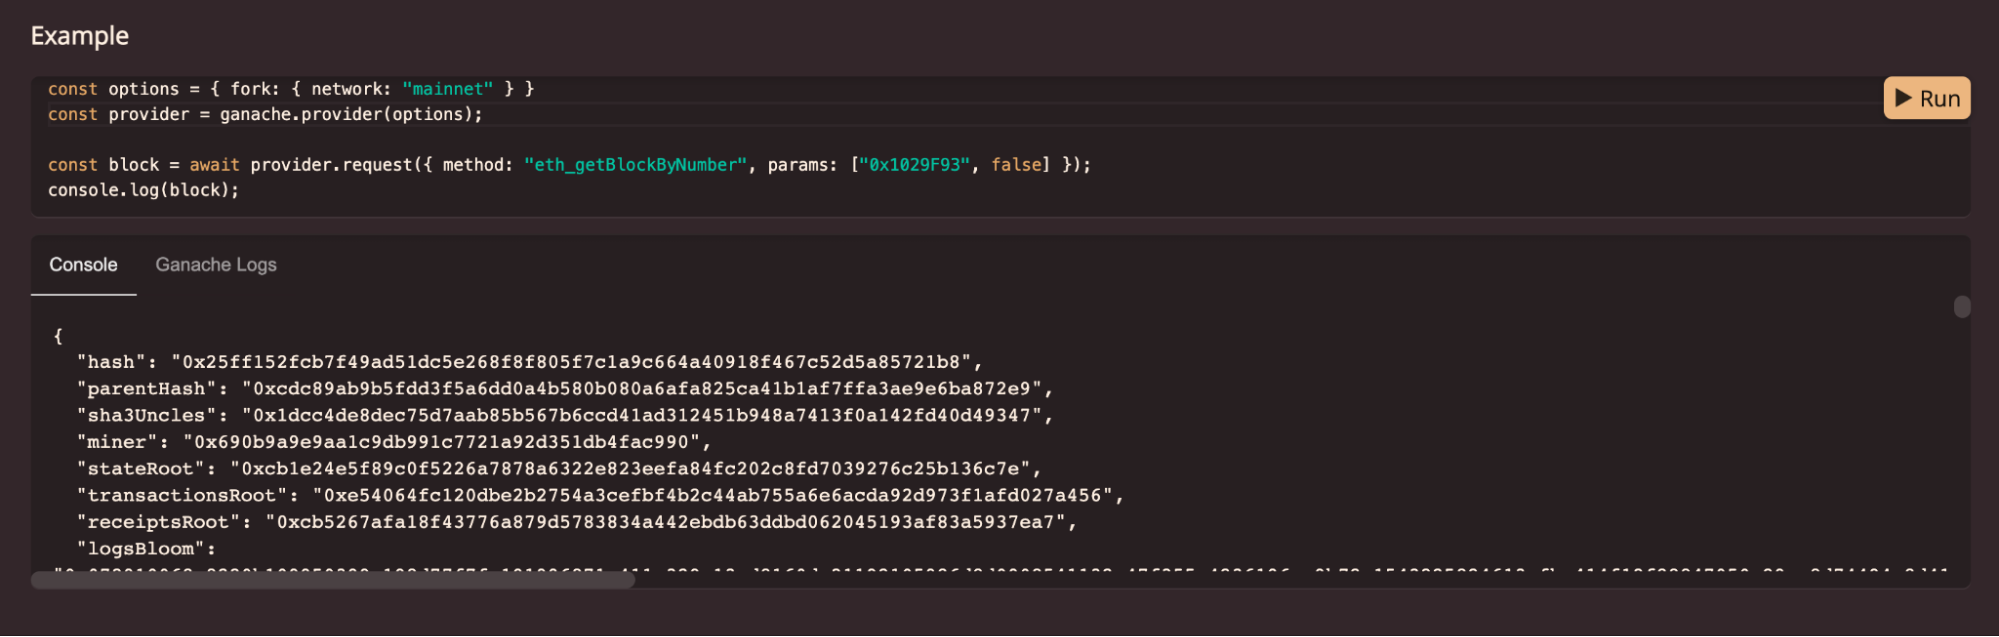 Example
const options = { fork: { network: "mainnet" } }
const provider = ganache.provider(options);
Run
const block = await provider.request({ method: "eth_getBlockByNumber", params: ["0x1029F93", false] });
console.log(block);
Console
Ganache Logs
{
"hash": "0x25ff152fcb7f49ad51dc5e268f8f805f7c1a9c664a40918f467c52d5a85721b8",
"parentHash": "0xcdc89ab9b5fdd3f5a6dd0a4b580b080a6afa825ca41b1af7ffa3ae9e6ba872e9",
"sha3Uncles": "0x1dcc4de8dec75d7aab85b567b6ccd41ad312451b948a7413f0a142fd40d49347",
"miner": "0x690b9a9e9aa1c9db991c7721a92d351db4fac990",
"stateRoot": "0xcb1e24e5f89c0f5226a7878a6322e823eefa84fc202c8fd7039276c25b136c7e",
"transactionsRoot": "0xe54064fc120dbe2b2754a3cefbf4b2c44ab755a6e6acda92d973f1afd027a456",
"receiptsRoot": "0xcb5267afa18f43776a879d5783834a442ebdb63ddbd062045193af83a5937ea7",
"logsBloom":